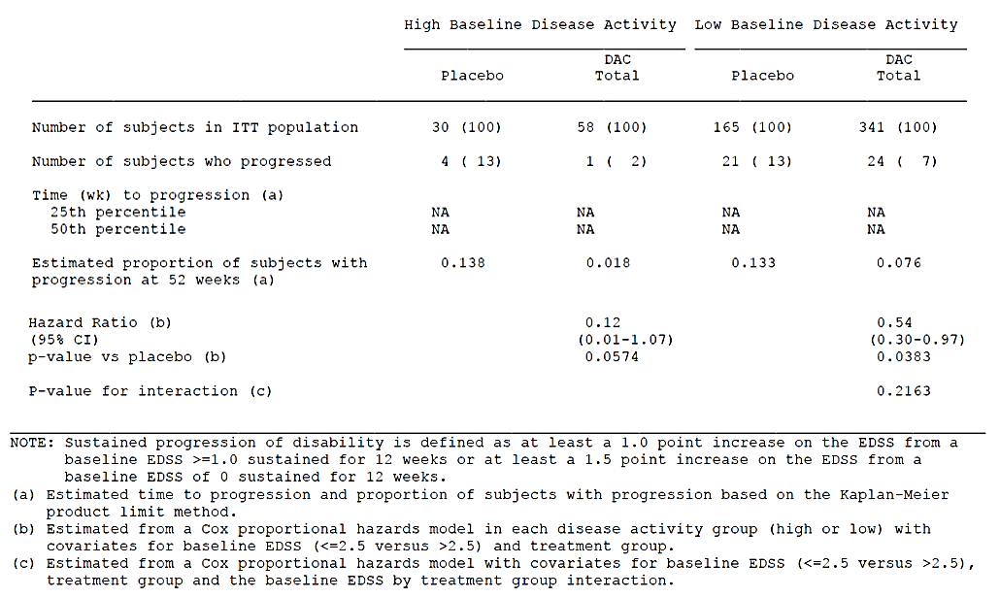 High Baseline Disease Activity Low Baseline Disease Activity
DAC DAC
Placebo Total Placebo Total
Number of subjects in ITT population 30 (100) 58 (100) 165 (100) 341 (100)
Number of subjects who progressed 4 ( 13) 1 ( 2) 21 ( 13) 24 ( 7)
Time (wk) to progression (a)
25th percentile NA NA NA NA
50th percentile NA NA NA NA
Estimated proportion of subjects with 0.138 0.018 0.133 0.076
progression at 52 weeks (a)
Hazard Ratio (b) 0.12 0.54
(95% CI) (0.01-1.07) (0.30-0.97)
p-value vs placebo (b) 0.0574 0.0383
P-value for interaction (c) 0.2163
NOTE: Sustained progression of disability is defined as at least a 1.0 point increase on the EDSS from a
baseline EDSS >=1.0 sustained for 12 weeks or at least a 1.5 point increase on the EDSS from a
baseline EDSS of 0 sustained for 12 weeks.
(a) Estimated time to progression and proportion of subjects with progression based on the Kaplan-Meier
product limit method.
(b) Estimated from a Cox proportional hazards model in each disease activity group (high or low) with
covariates for baseline EDSS (<=2.5 versus >2.5) and treatment group.
(c) Estimated from a Cox proportional hazards model with covariates for baseline EDSS (<=2.5 versus >2.5),
treatment group and the baseline EDSS by treatment group interaction.